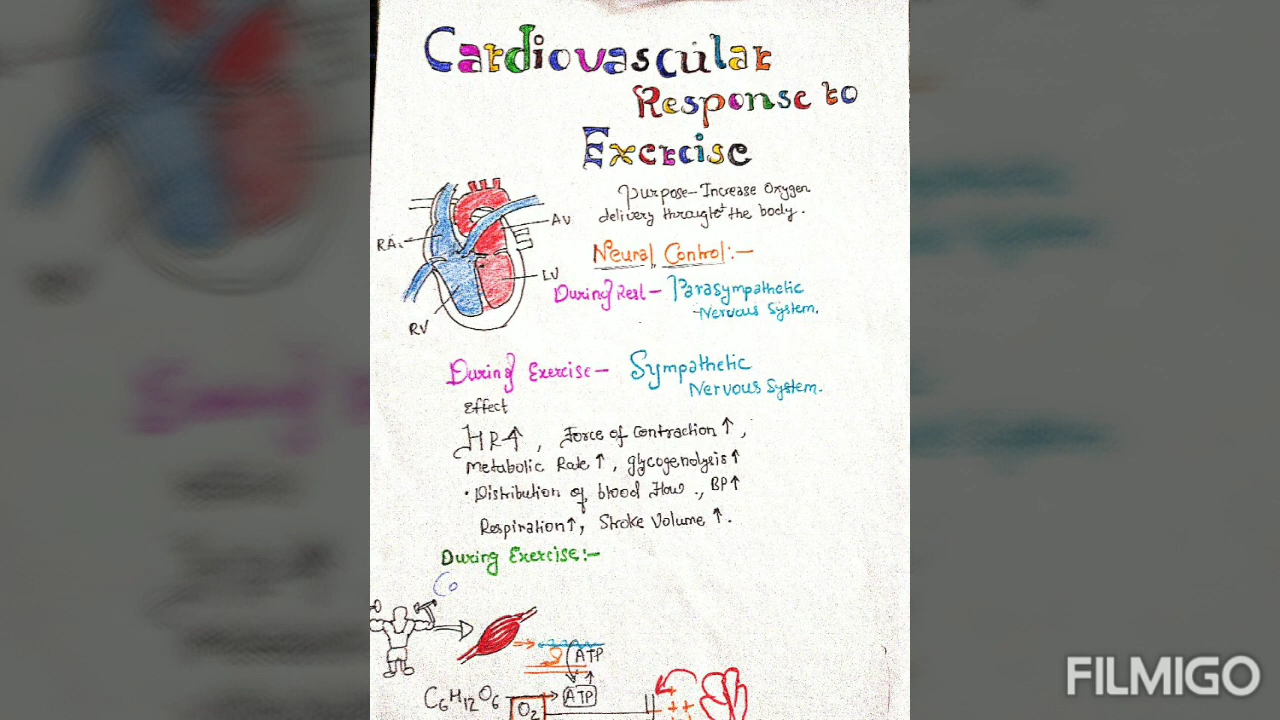 Cardiovascular
Response to
Exercise
Purpose- Increase Oxygen
delivery through the body.
RA.
AV
LV
RV
Neural Control:-
During Rest- Parasympathetic
Nervous System.
During Exercise- Sympathetic
Nervous System.
Effect
HR↑, Force of Contraction↑,
Metabolic Rate↑, glycogenolysis↑
• Distribution of blood flow., BP↑
Respiration↑, Stroke Volume↑.
During Exercise:-
Co
ATP
C6H12O6 ATP
O2
+
++
FILMIGO